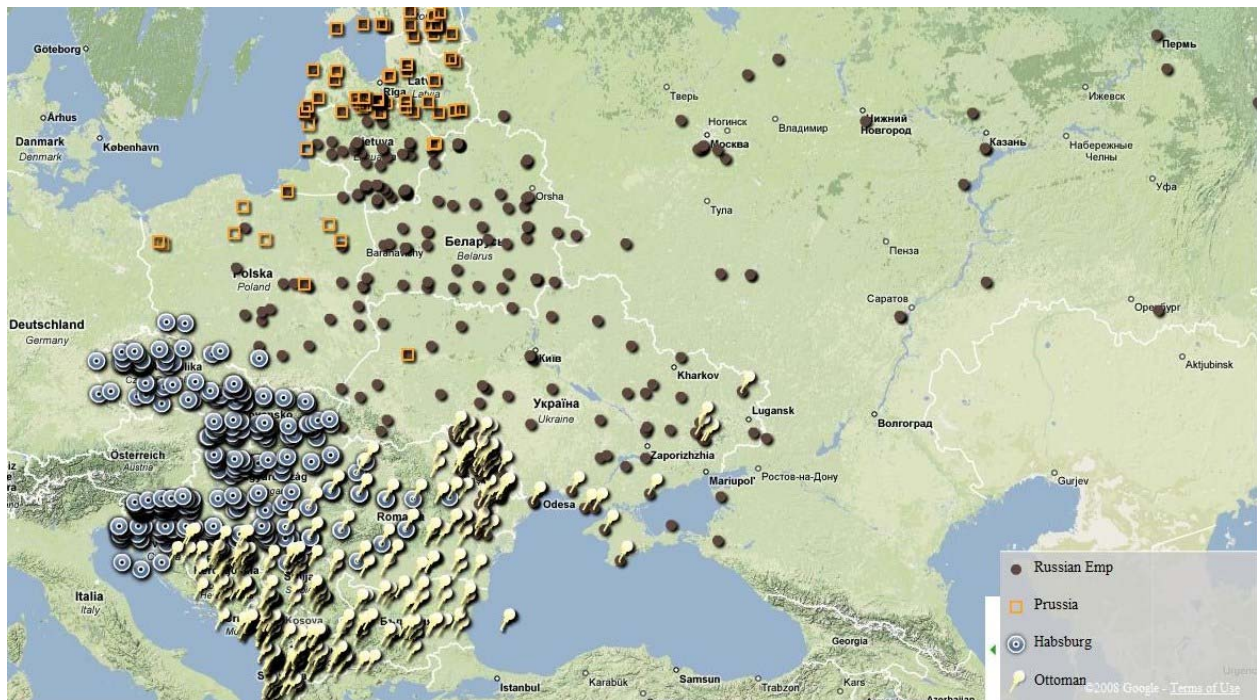 Göteborg
Århus
Danmark
Denmark
København
Rīga
Latvia
Orsha
Беларусь
Belarus
Baranavichy
Polska
Poland
Deutschland
Germany
Київ
Україна
Ukraine
Kharkov
Lugansk
Zaporizhzhia
Mariupol'
Ростов-на-Дону
Odesa
Österreich
Austria
Roma
Kosova
Italia
Italy
Istanbul
Karabük
Samsun
Trabzon
Kars
Georgia
Тверь
Ногинск
Москва
Владимир
Нижний
Новгород
Тула
Пенза
Саратов
Волгоград
Казань
Набережные
Челны
Ижевск
Пермь
Уфа
Оренбург
Aktjubinsk
Gurjev
Russian Emp
Prussia
Habsburg
Ottoman
©2008 Google - Terms of Use